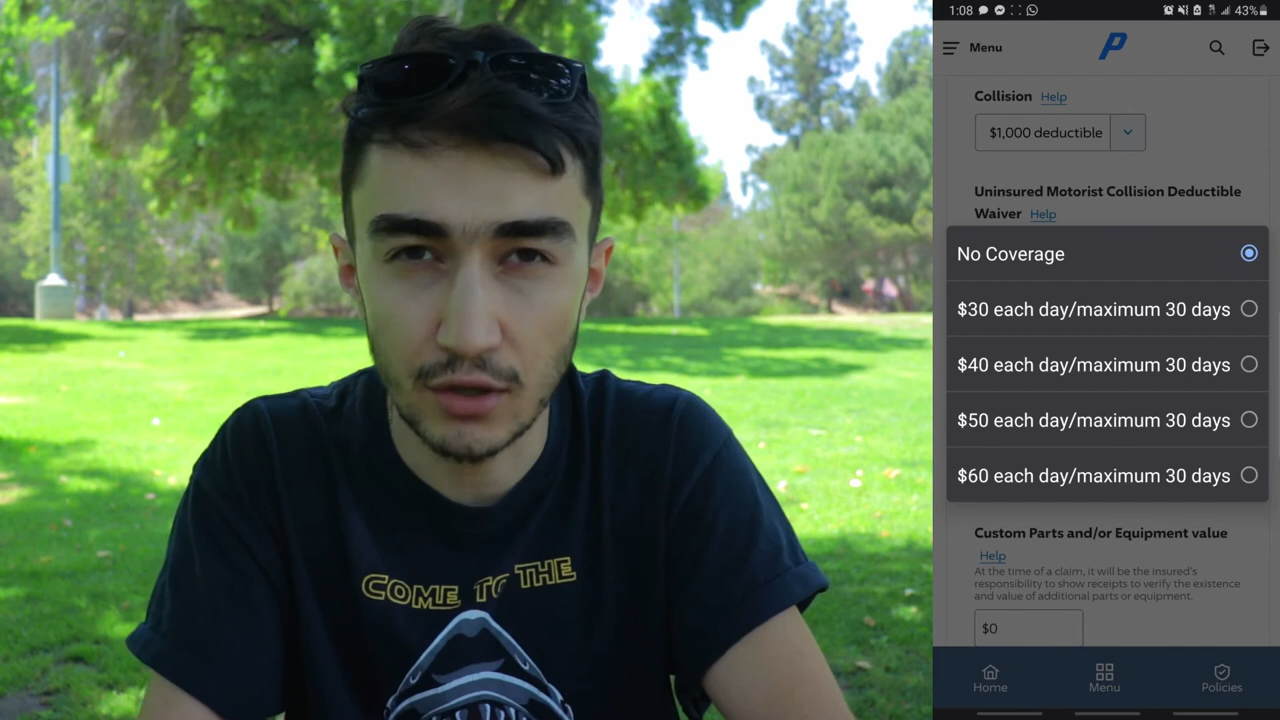 COME TO THE
1:08
43%
Menu
P
Collision Help
$1,000 deductible
Uninsured Motorist Collision Deductible
Waiver Help
No Coverage
$30 each day/maximum 30 days
$40 each day/maximum 30 days
$50 each day/maximum 30 days
$60 each day/maximum 30 days
Custom Parts and/or Equipment value
Help
At the time of a claim, it will be the insured's
responsibility to show receipts to verify the existence
and value of additional parts or equipment.
$0
Home
Menu
Policies